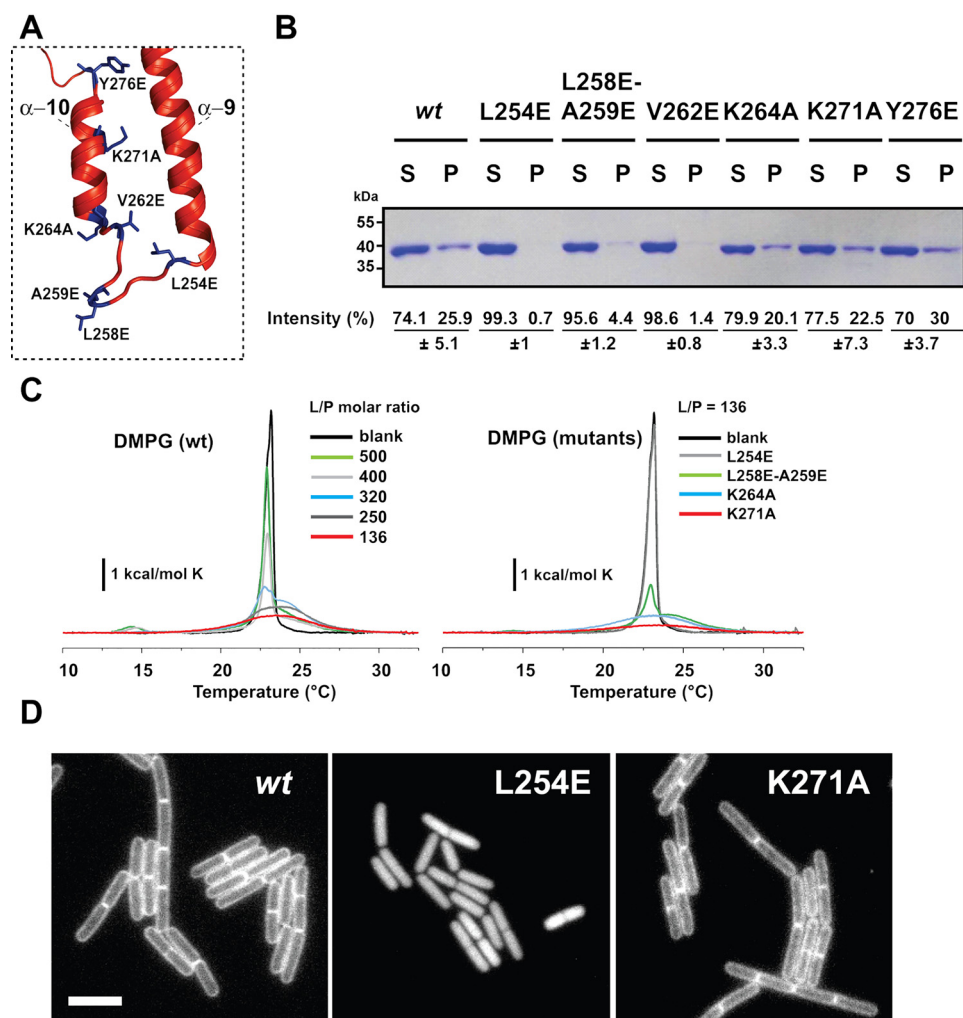 A
Y276E
α–10
α–9
K271A
V262E
K264A
L254E
A259E
L258E
B
wt L254E L258E-A259E V262E K264A K271A Y276E
S P S P S P S P S P S P S P
kDa
55
40
35
Intensity (%) 74.1 25.9 99.3 0.7 95.6 4.4 98.6 1.4 79.9 20.1 77.5 22.5 70 30
± 5.1 ±1 ±1.2 ±0.8 ±3.3 ±7.3 ±3.7
C
L/P molar ratio
DMPG (wt)
blank
500
400
320
250
136
1 kcal/mol K
10 15 20 25 30
Temperature (°C)
L/P = 136
DMPG (mutants)
blank
L254E
L258E-A259E
K264A
K271A
1 kcal/mol K
10 15 20 25 30
Temperature (°C)
D
wt
L254E
K271A